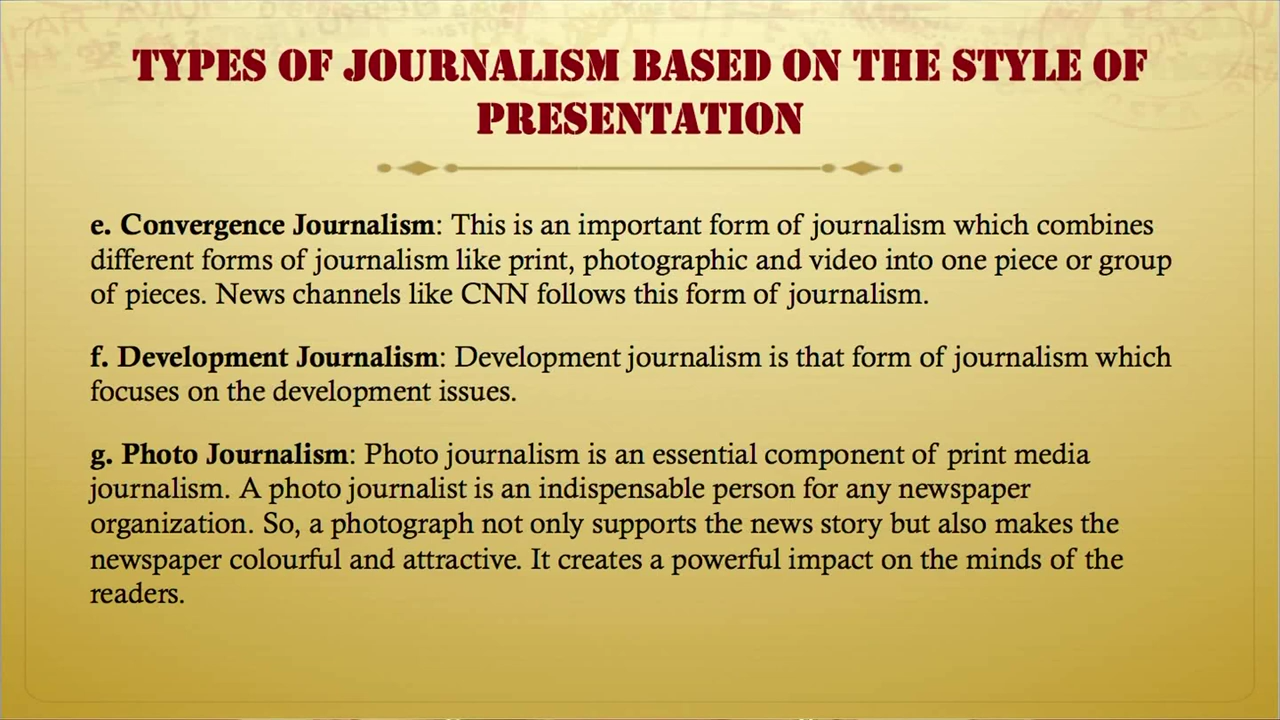 TYPES OF JOURNALISM BASED ON THE STYLE OF
PRESENTATION
e. Convergence Journalism: This is an important form of journalism which combines
different forms of journalism like print, photographic and video into one piece or group
of pieces. News channels like CNN follows this form of journalism.
f. Development Journalism: Development journalism is that form of journalism which
focuses on the development issues.
g. Photo Journalism: Photo journalism is an essential component of print media
journalism. A photo journalist is an indispensable person for any newspaper
organization. So, a photograph not only supports the news story but also makes the
newspaper colourful and attractive. It creates a powerful impact on the minds of the
readers.